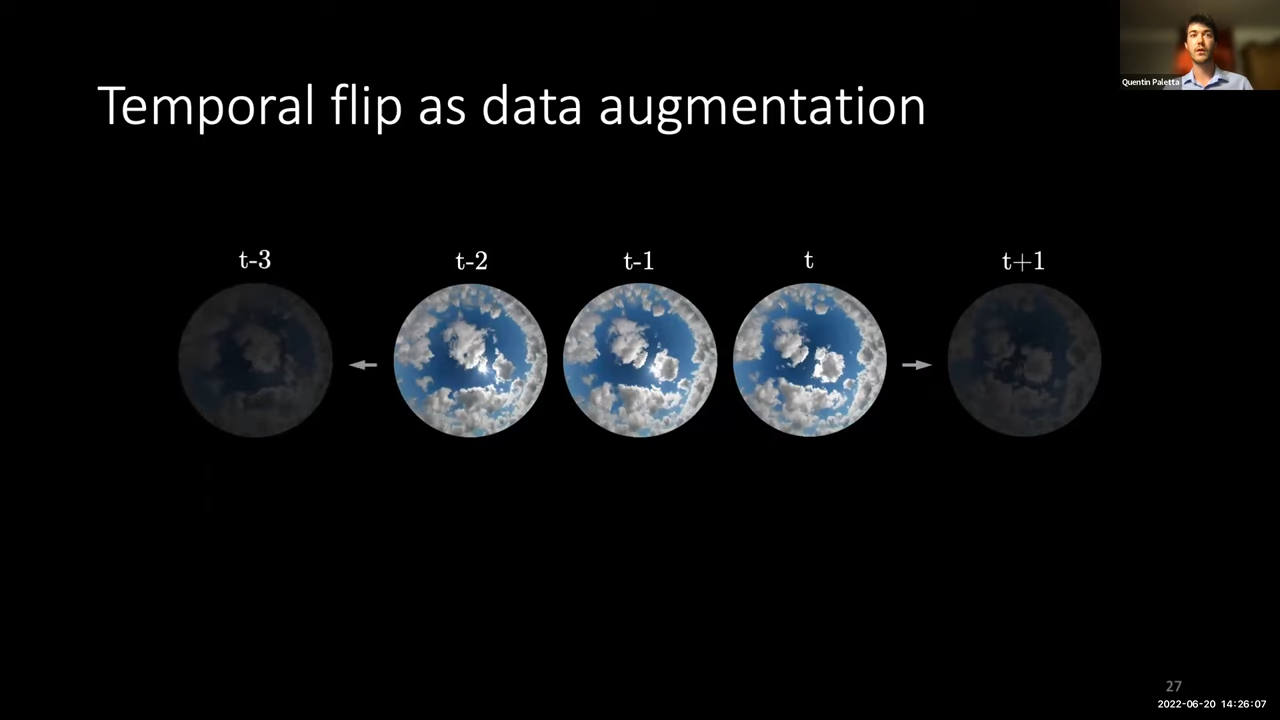 Quentin Paletta
Temporal flip as data augmentation
t-3
t-2
t-1
t
t+1
27
2022-06-20 14:26:07